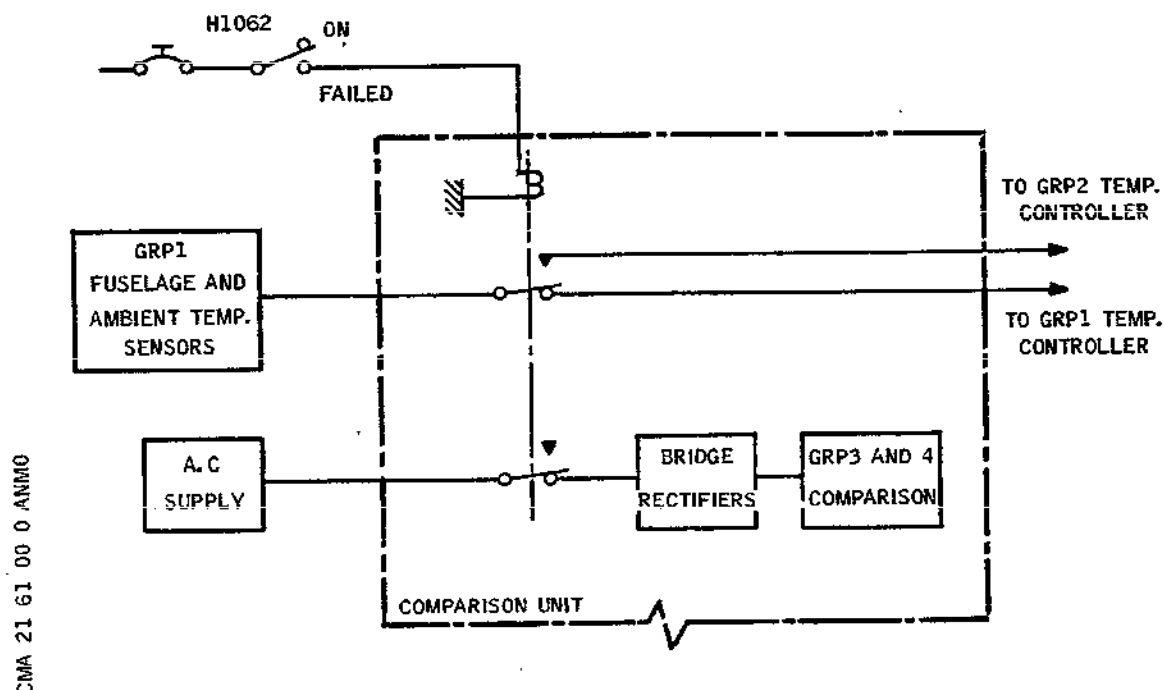 H1062
ON
FAILED
TO GRP2 TEMP.
CONTROLLER
GRP1
FUSELAGE AND
AMBIENT TEMP.
SENSORS
TO GRP1 TEMP.
CONTROLLER
A.C
SUPPLY
BRIDGE
RECTIFIERS
GRP3 AND 4
COMPARISON
COMPARISON UNIT
CMA 21 61 00 0 ANM0